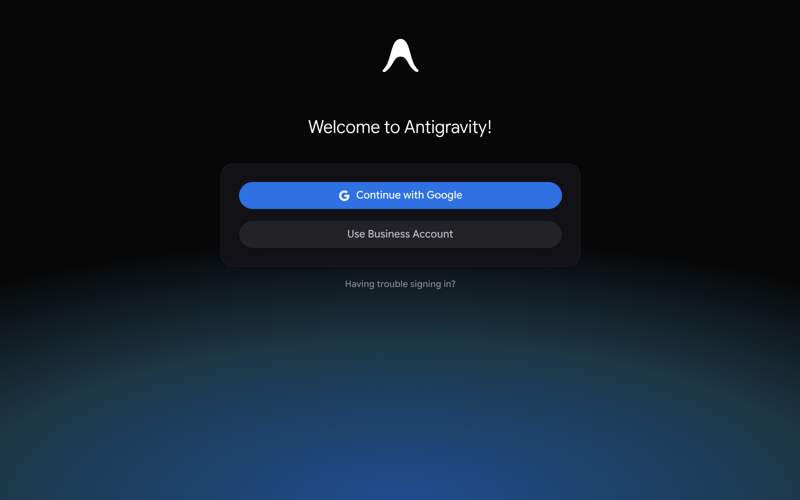 Welcome to Antigravity!
Continue with Google
Use Business Account
Having trouble signing in?